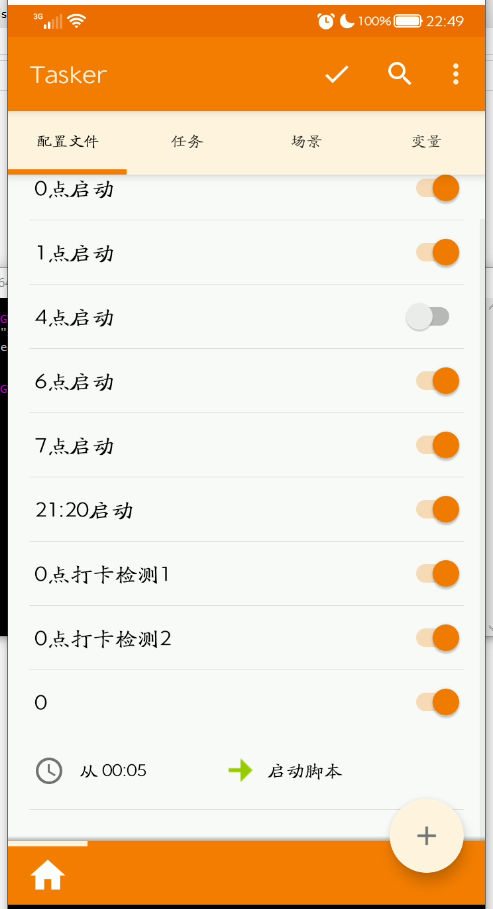 3G 100% 22:49
Tasker
配置文件 任务 场景 变量
0点启动
1点启动
4点启动
6点启动
7点启动
21:20启动
0点打卡检测1
0点打卡检测2
0
从 00:05 启动脚本